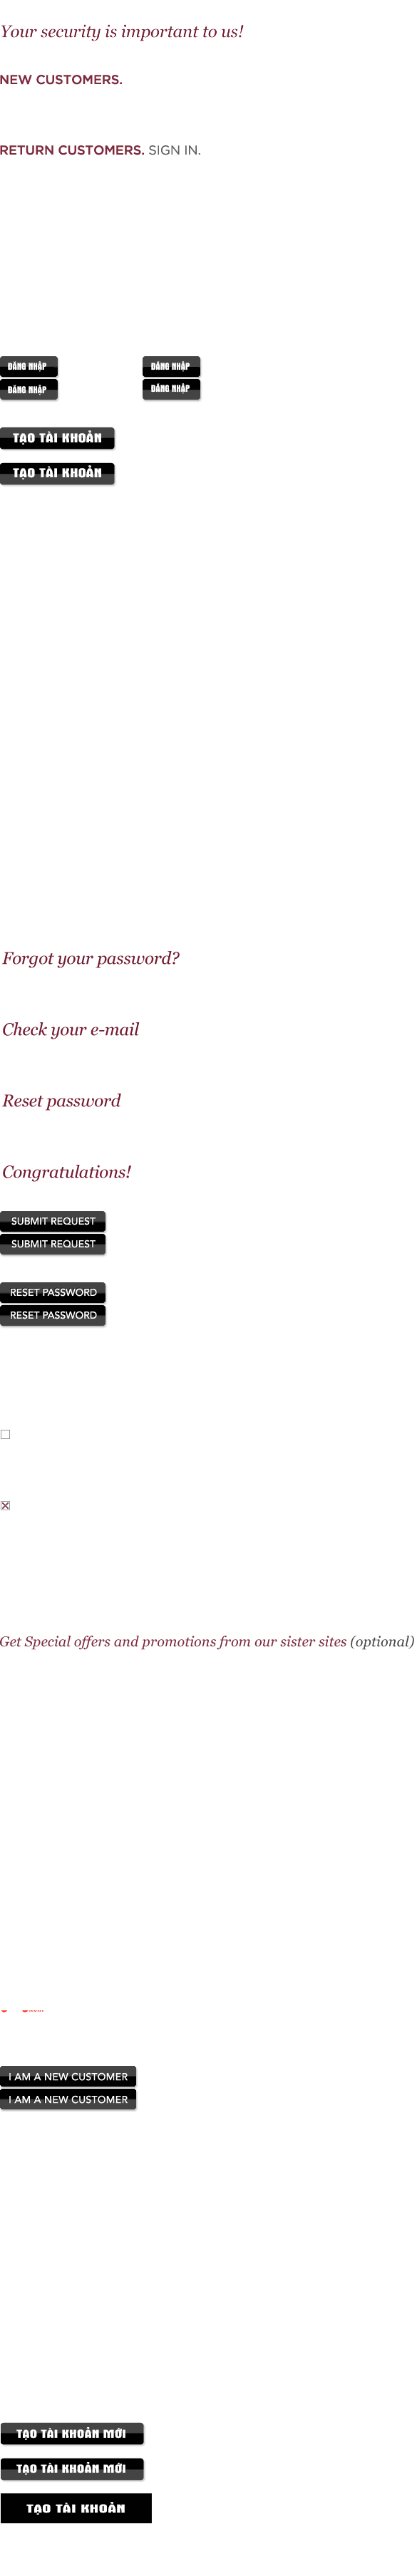 Your security is important to us!
NEW CUSTOMERS.
RETURN CUSTOMERS. SIGN IN.
ĐĂNG NHẬP ĐĂNG NHẬP
ĐĂNG NHẬP ĐĂNG NHẬP
TẠO TÀI KHOẢN
TẠO TÀI KHOẢN
Forgot your password?
Check your e-mail
Reset password
Congratulations!
SUBMIT REQUEST
SUBMIT REQUEST
RESET PASSWORD
RESET PASSWORD
Get Special offers and promotions from our sister sites (optional)
I AM A NEW CUSTOMER
I AM A NEW CUSTOMER
TẠO TÀI KHOẢN MỚI
TẠO TÀI KHOẢN MỚI
TẠO TÀI KHOẢN